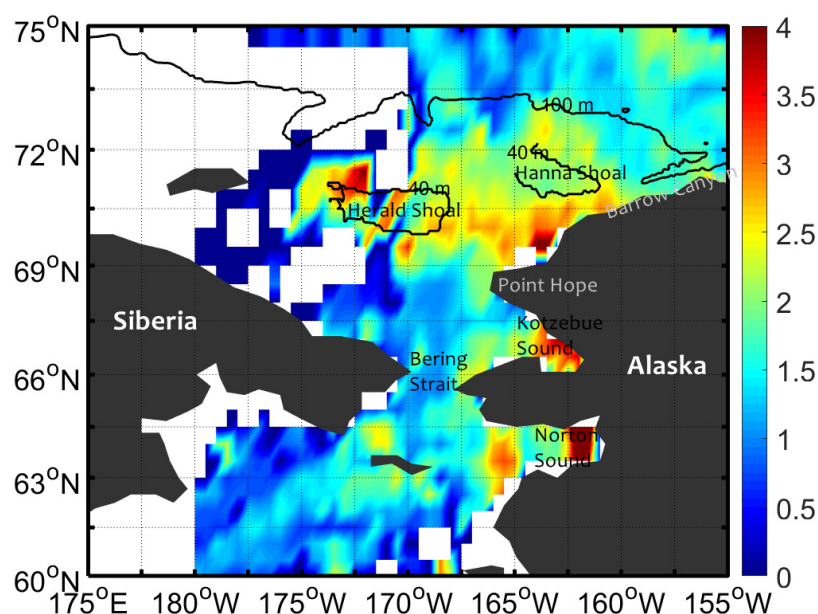 75°N
4
100 m
3.5
72°N
40 m
Hanna Shoal
40 m
Herald Shoal
Barrow Canyon
3
2.5
69°N
Point Hope
2
Siberia
Kotzebue
Sound
Bering
Strait
Alaska
66°N
1.5
Norton
Sound
1
63°N
0.5
60°N
0
175°E
180°W
175°W
170°W
165°W
160°W
155°W